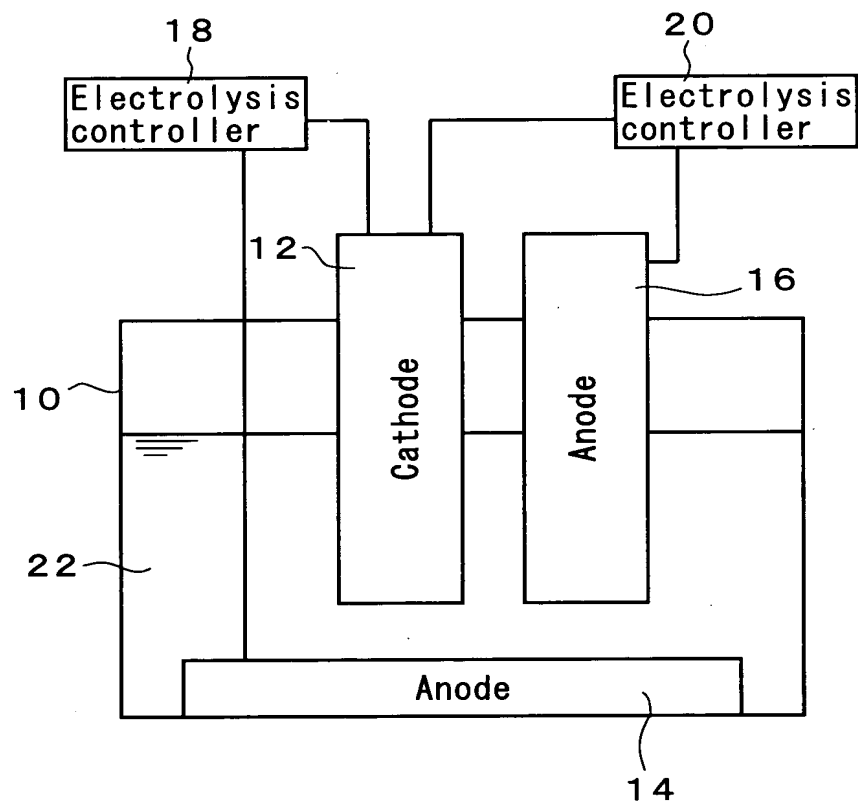 18
20
Electrolysis
controller
Electrolysis
controller
12
16
10
Cathode
Anode
22
Anode
14